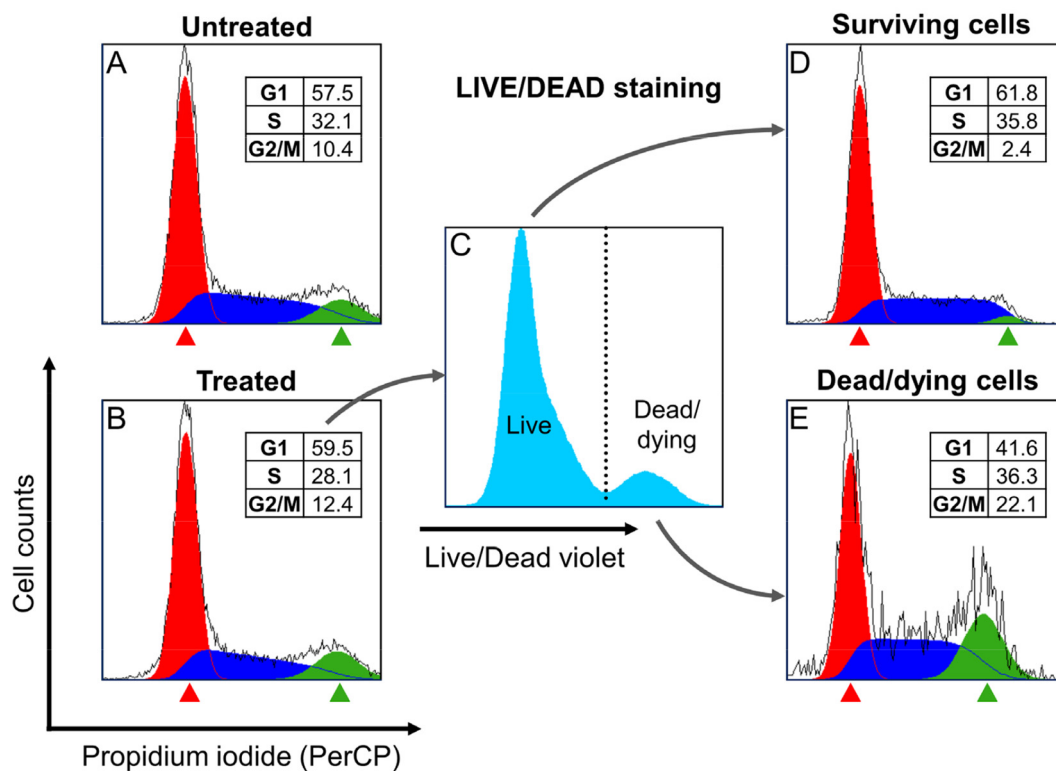 Untreated
A
G1 57.5
S 32.1
G2/M 10.4
Treated
B
G1 59.5
S 28.1
G2/M 12.4
Cell counts
Propidium iodide (PerCP)
LIVE/DEAD staining
C
Live
Dead/
dying
Live/Dead violet
Surviving cells
D
G1 61.8
S 35.8
G2/M 2.4
Dead/dying cells
E
G1 41.6
S 36.3
G2/M 22.1